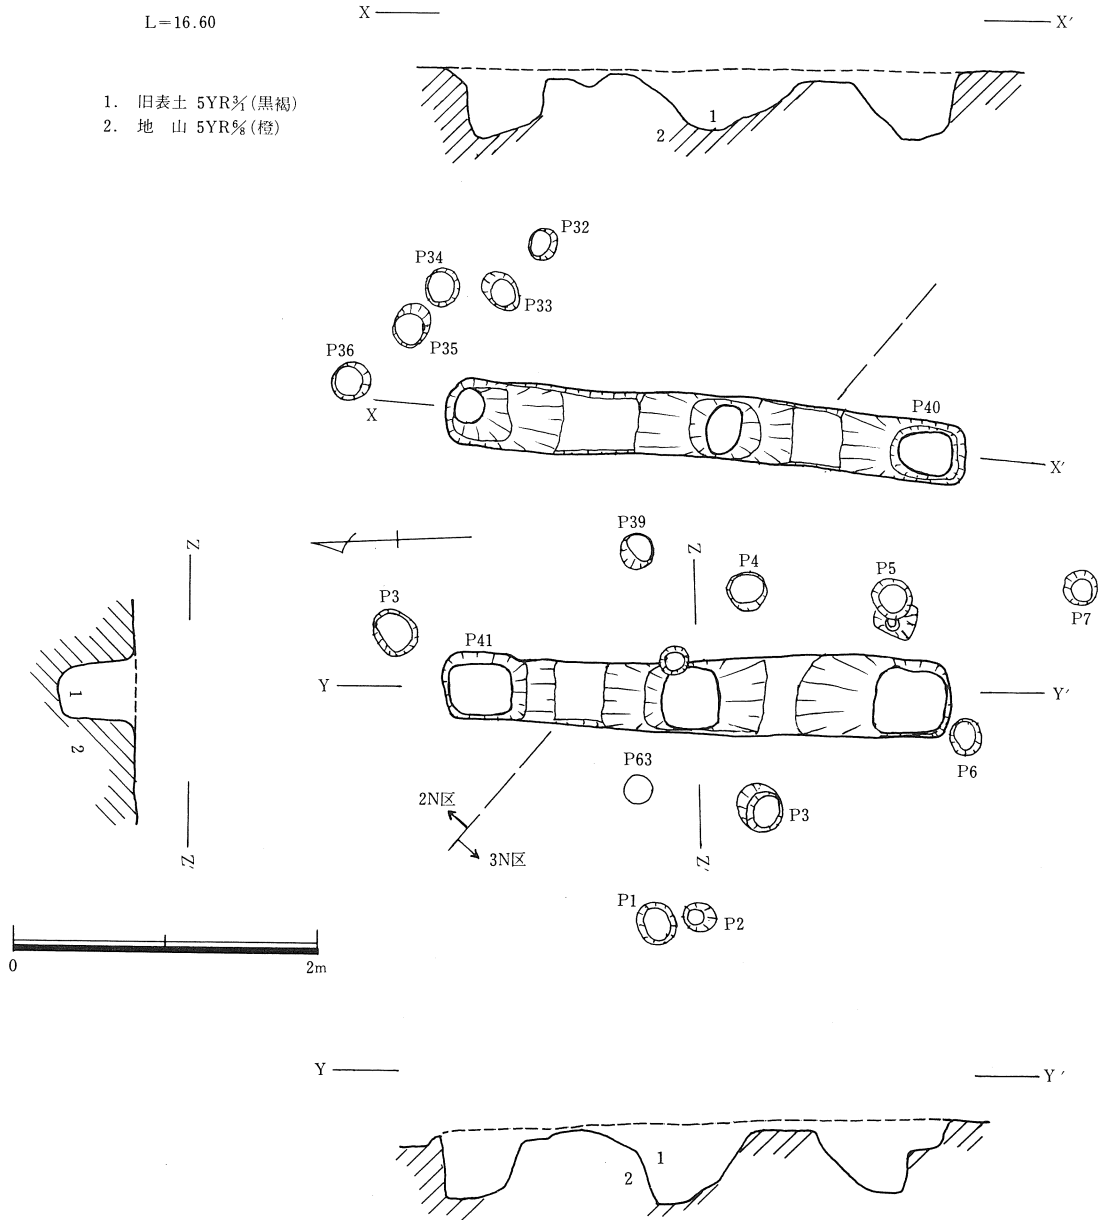 L=16.60
X
X′
1. 旧表土 5YR3/1(黒褐)
2. 地 山 5YR6/8(橙)
1
2
P32
P34
P33
P35
P36
X
P40
X′
P39
Z
Z
P4
P5
P7
P3
P41
Y
Y′
1
2
P63
P6
2N区
P3
3N区
Z′
Z′
P1
P2
0
2m
Y
Y′
1
2